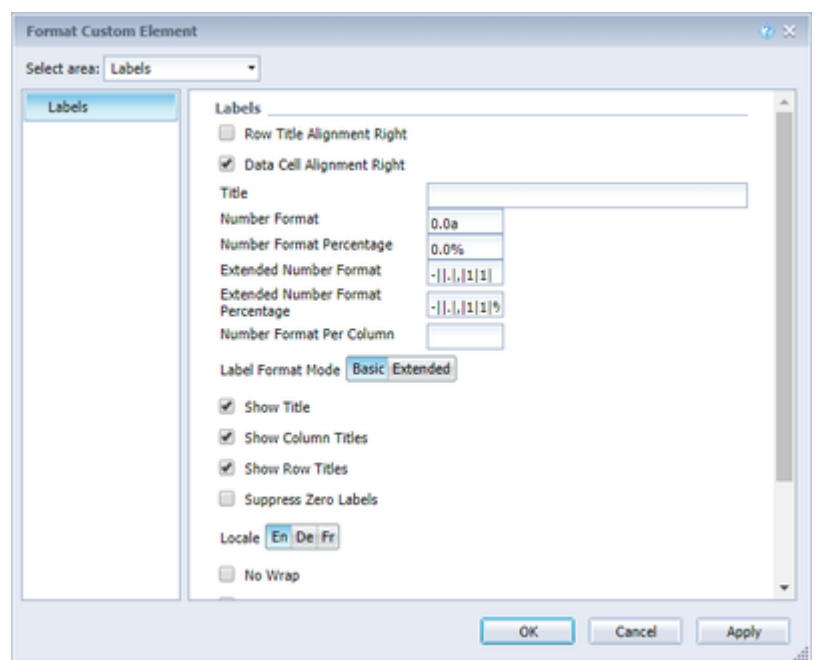 Format Custom Element
Select area: Labels
Labels
Labels
Row Title Alignment Right
Data Cell Alignment Right
Title
Number Format 0.0a
Number Format Percentage 0.0%
Extended Number Format -||.|,|1|1|
Extended Number Format
Percentage -||.|,|1|1|%
Number Format Per Column
Label Format Mode Basic Extended
Show Title
Show Column Titles
Show Row Titles
Suppress Zero Labels
Locale En De Fr
No Wrap
OK Cancel Apply